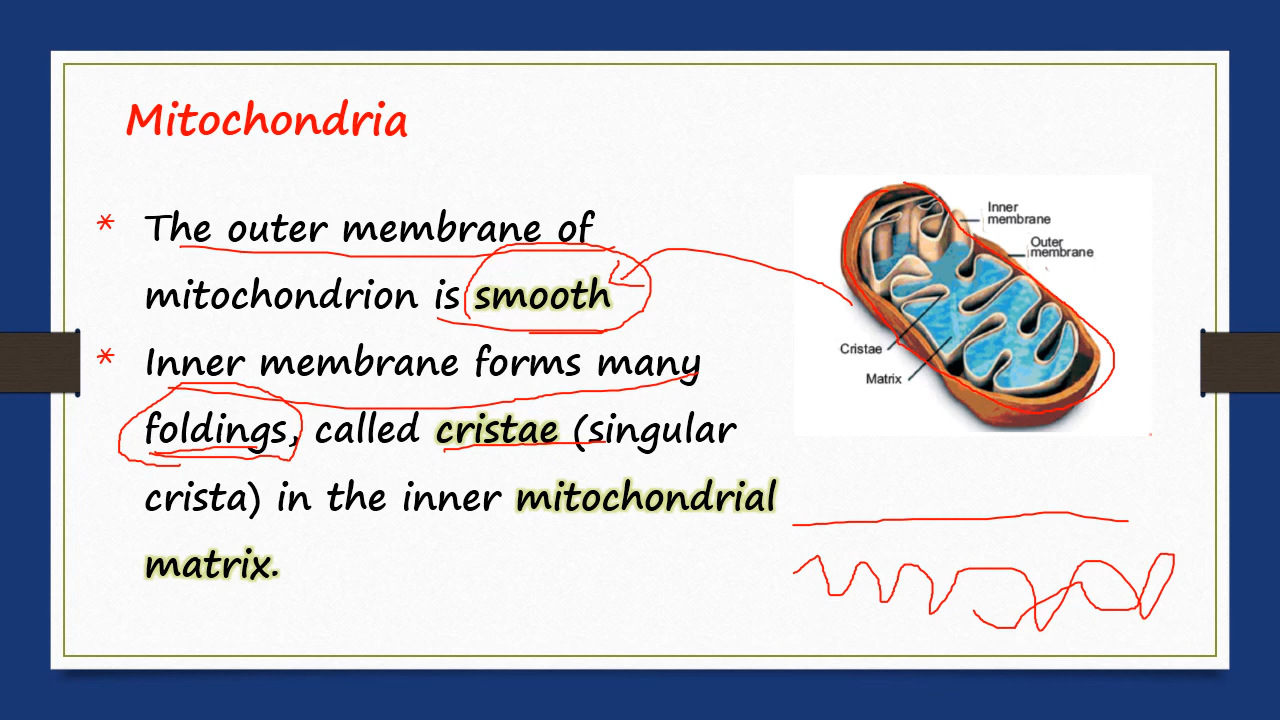 Mitochondria
* The outer membrane of
mitochondrion is smooth
* Inner membrane forms many
foldings, called cristae (singular
crista) in the inner mitochondrial
matrix.
Inner
membrane
Outer
membrane
Cristae
Matrix